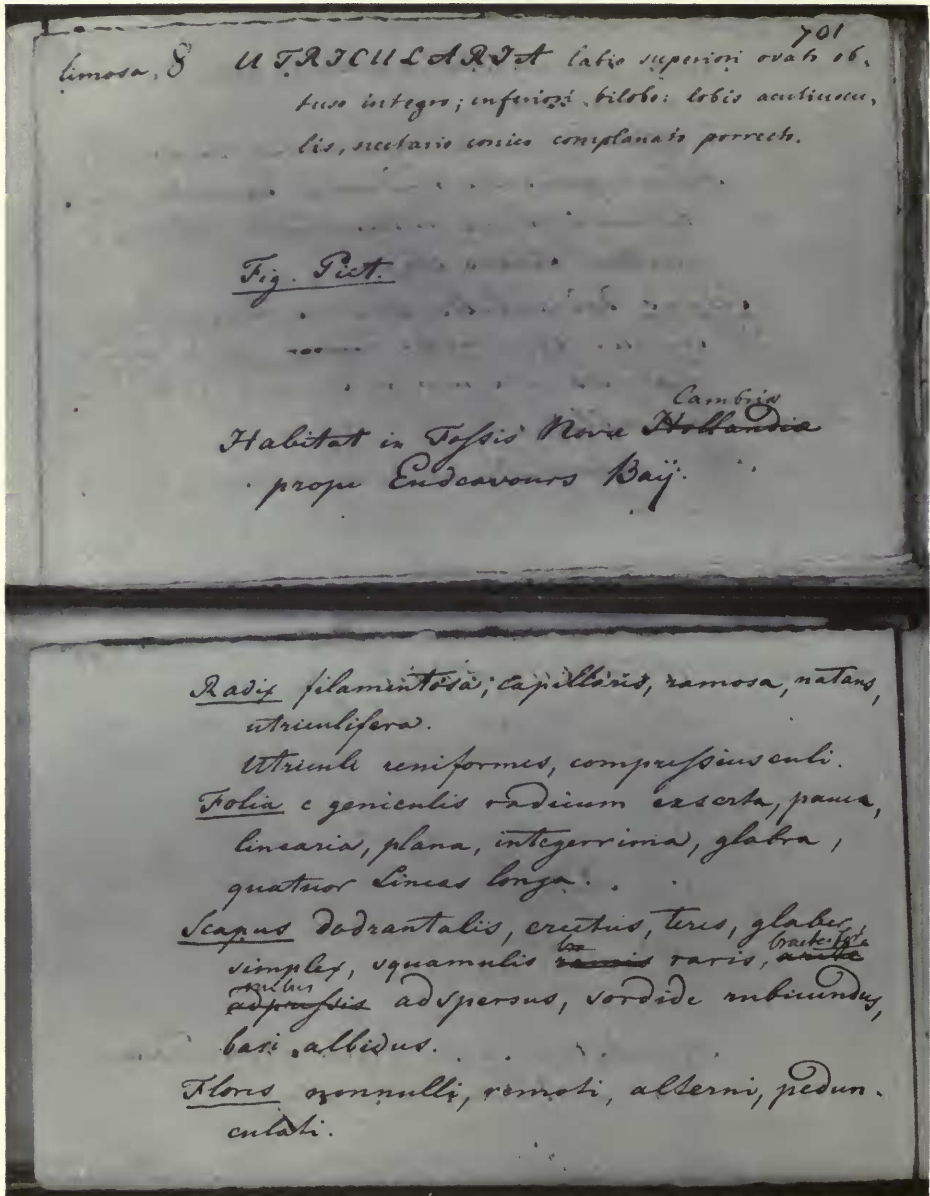 701
limosa. 8 UTRICULARIA labio superiori ovato ob-
tuso integro; inferiori bilobo: lobis acutiuscu-
lis, nectario conico complanato porrecto.
Fig. Pict.
Cambria
Habitat in Fossis Novæ Hollandiæ
prope Endeavours Baij.
Radix filamentosa, capillaris, ramosa, natans,
utriculifera.
Utriculi reniformes, compressiusculi.
Folia e geniculis radicum exserta, pauca,
linearia, plana, integerrima, glabra,
quatuor Lineas longa.
Scapus dodrantalis, erectus, teres, glaber,
simplex, squamulis raris,
adpressis adspersus, sordide rubicundus,
basi albidus.
Flores nonnulli, remoti, alterni, pedun-
culati.